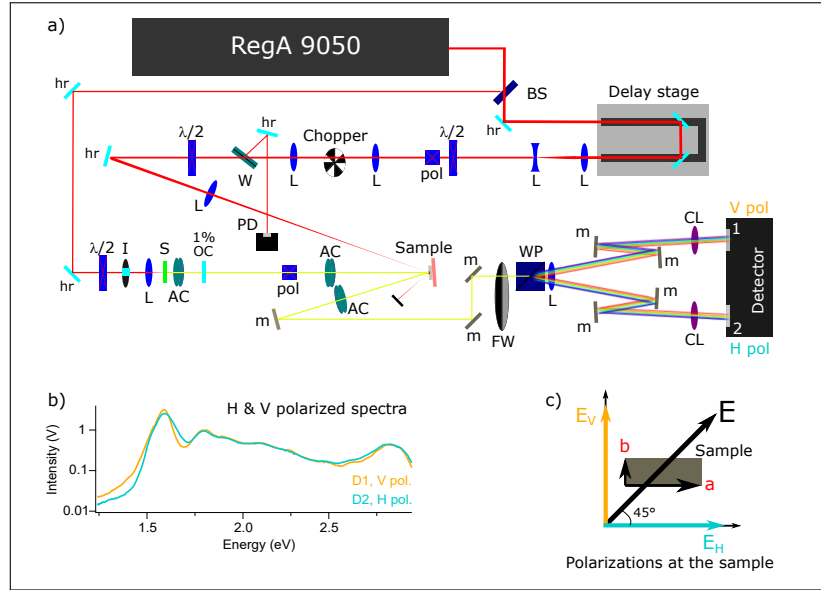 a)
RegA 9050
hr
BS
Delay stage
hr
λ/2
hr
Chopper
λ/2
hr
W
L
L
pol
L
L
L
PD
V pol
CL
1
λ/2
I
S
1%
OC
AC
Sample
m
WP
m
m
hr
L
AC
pol
AC
m
m
FW
L
m
m
CL
2
Detector
H pol
b)
H & V polarized spectra
Intensity (V)
1
0.1
0.01
D1, V pol.
D2, H pol.
1.5
2.0
2.5
Energy (eV)
c)
E_V
E
Sample
b
a
45°
E_H
Polarizations at the sample